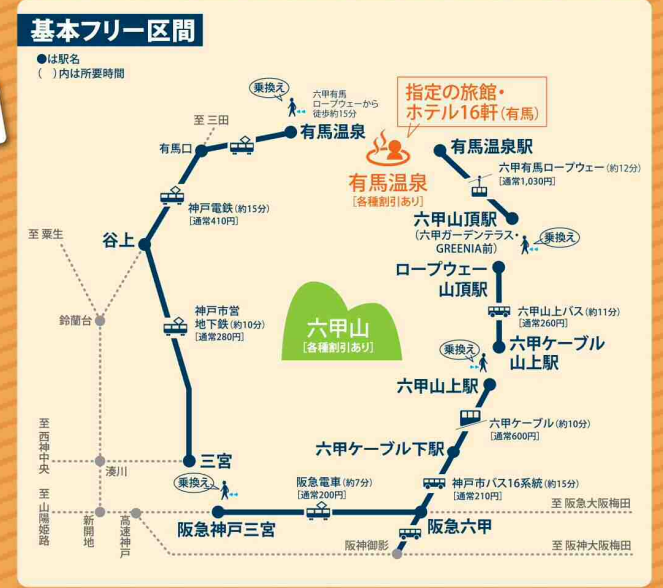 基本フリー区間
●は駅名
(　)内は所要時間
乗換え
六甲有馬
ロープウェーから
徒歩約15分
指定の旅館・
ホテル16軒(有馬)
至 三田
有馬口
有馬温泉
有馬温泉
[各種割引あり]
有馬温泉駅
六甲有馬ロープウェー(約12分)
[通常1,030円]
神戸電鉄(約15分)
[通常410円]
六甲山頂駅
(六甲ガーデンテラス・
GREENIA前)
乗換え
至 粟生
谷上
ロープウェー
山頂駅
六甲山上バス(約11分)
[通常260円]
鈴蘭台
神戸市営
地下鉄(約10分)
[通常280円]
六甲山
[各種割引あり]
六甲ケーブル
山上駅
乗換え
六甲山上駅
六甲ケーブル(約10分)
[通常600円]
六甲ケーブル下駅
至 西神中央
湊川
三宮
乗換え
阪急電車(約7分)
[通常200円]
神戸市バス16系統(約15分)
[通常210円]
至 山陽姫路
新開地
高速神戸
阪急神戸三宮
阪急六甲
至 阪急大阪梅田
阪神御影
至 阪神大阪梅田